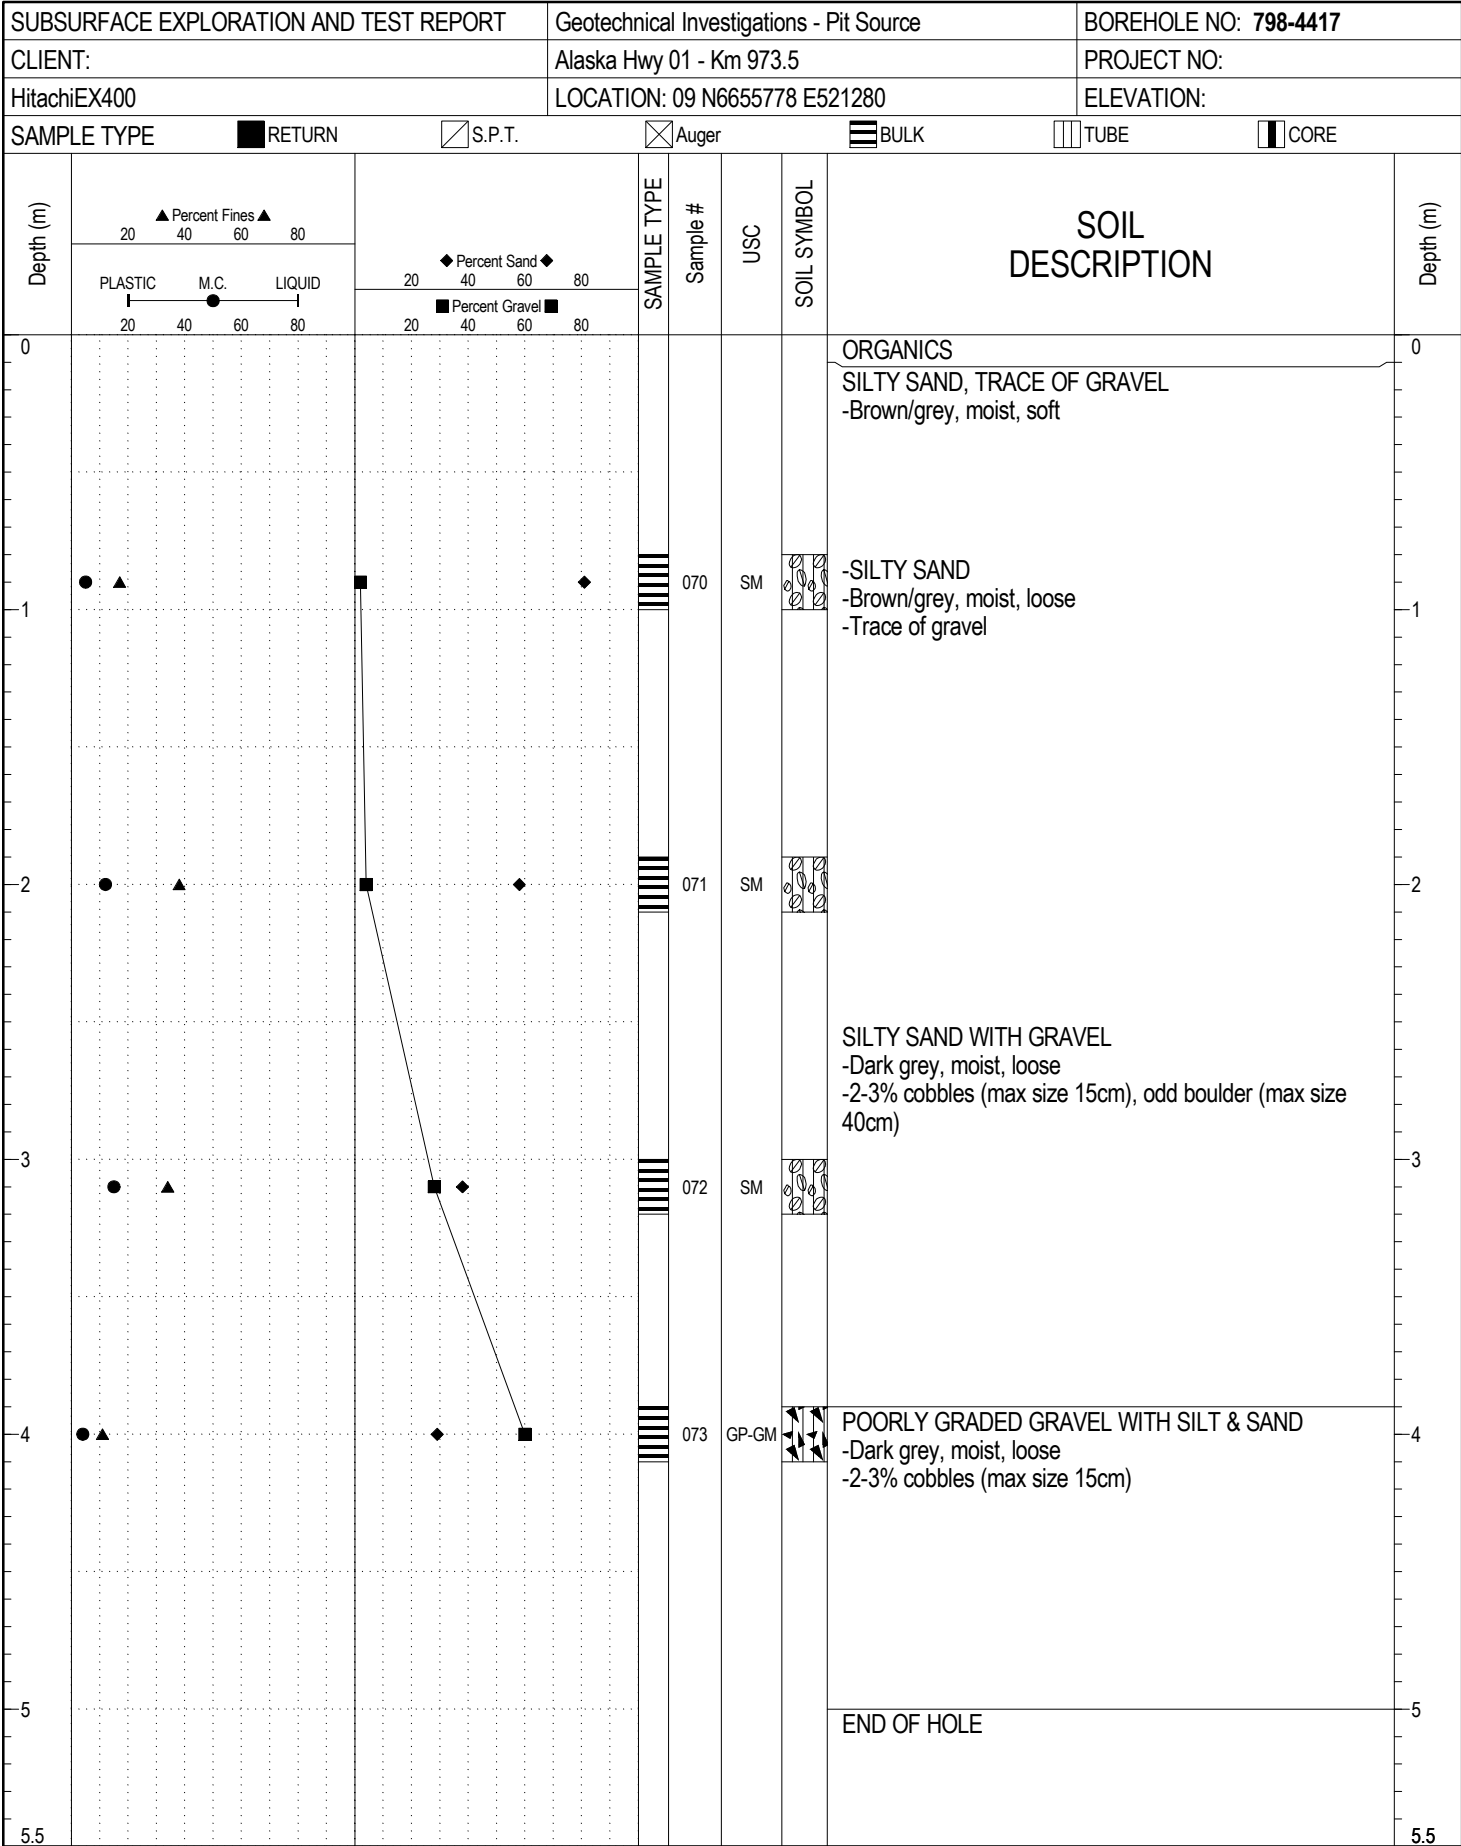 SUBSURFACE EXPLORATION AND TEST REPORT
Geotechnical Investigations - Pit Source
BOREHOLE NO: 798-4417
CLIENT:
Alaska Hwy 01 - Km 973.5
PROJECT NO:
HitachiEX400
LOCATION: 09 N6655778 E521280
ELEVATION:
SAMPLE TYPE
RETURN
S.P.T.
Auger
BULK
TUBE
CORE
Depth (m)
Percent Fines
20 40 60 80
PLASTIC M.C. LIQUID
20 40 60 80
Percent Sand
20 40 60 80
Percent Gravel
20 40 60 80
SAMPLE TYPE
Sample #
USC
SOIL SYMBOL
SOIL
DESCRIPTION
Depth (m)
0
ORGANICS
0
SILTY SAND, TRACE OF GRAVEL
-Brown/grey, moist, soft
070 SM
-SILTY SAND
-Brown/grey, moist, loose
-Trace of gravel
1
1
2
071 SM
2
SILTY SAND WITH GRAVEL
-Dark grey, moist, loose
-2-3% cobbles (max size 15cm), odd boulder (max size
40cm)
3
3
072 SM
4
073 GP-GM
POORLY GRADED GRAVEL WITH SILT & SAND
-Dark grey, moist, loose
-2-3% cobbles (max size 15cm)
4
5
5
END OF HOLE
5.5
5.5